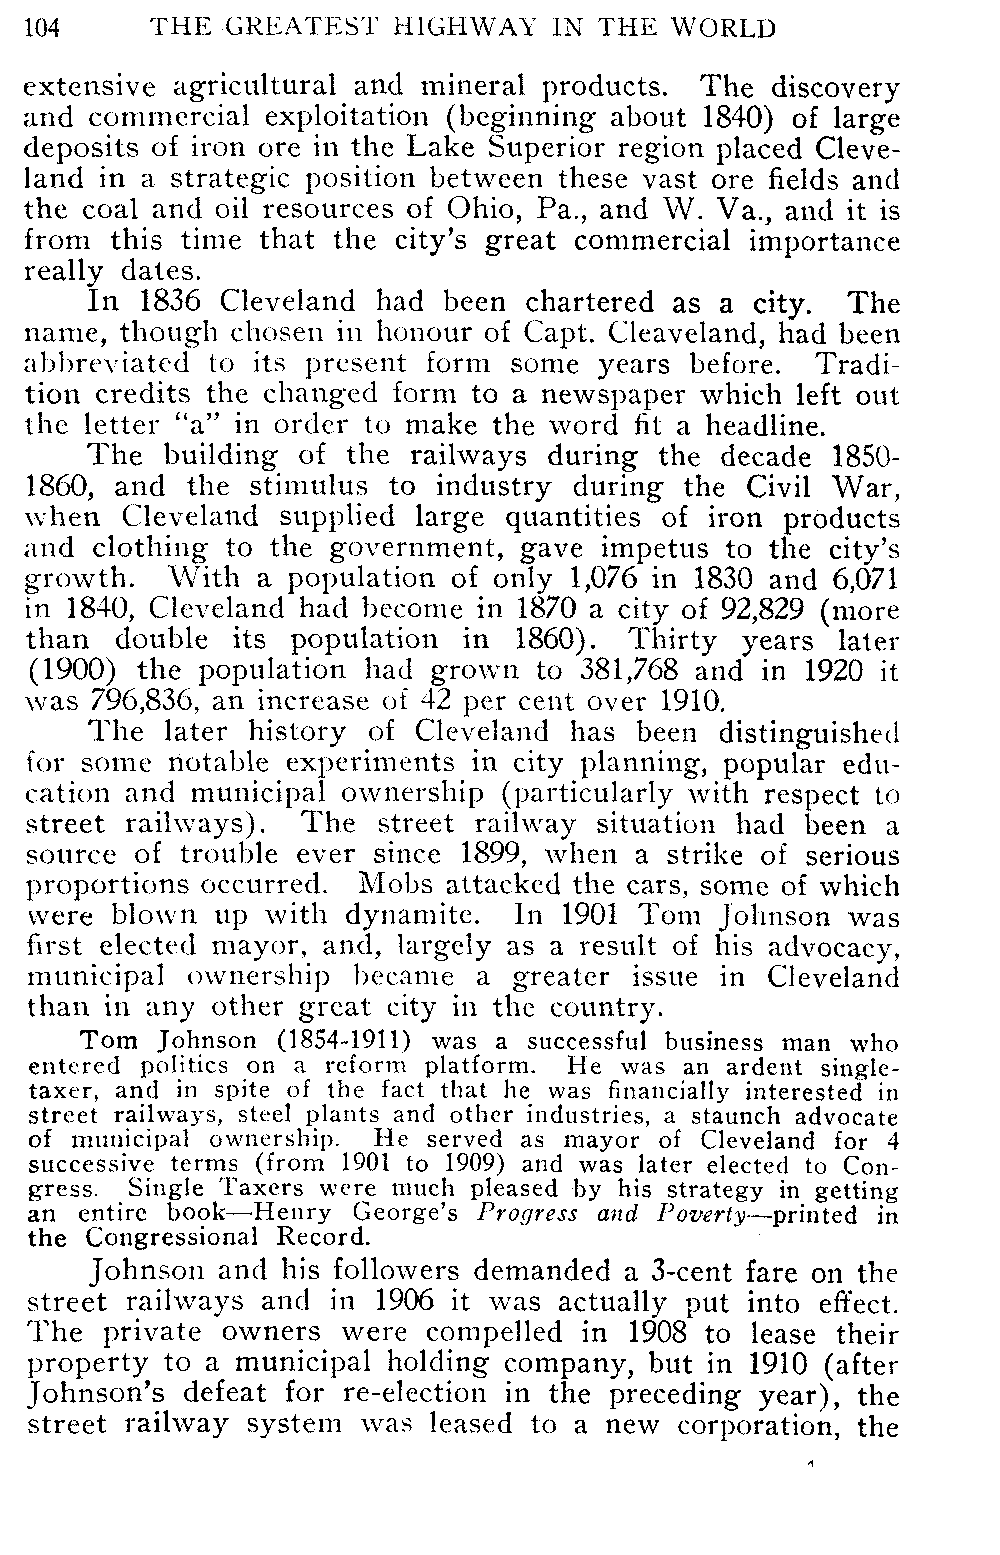 104 THE GREATEST HIGHWAY IN THE WORLD
extensive agricultural and mineral products. The discovery
and commercial exploitation (beginning about 1840) of large
deposits of iron ore in the Lake Superior region placed Cleve-
land in a strategic position between these vast ore fields and
the coal and oil resources of Ohio, Pa., and W. Va., and it is
from this time that the city's great commercial importance
really dates.
In 1836 Cleveland had been chartered as a city. The
name, though chosen in honour of Capt. Cleaveland, had been
abbreviated to its present form some years before. Tradi-
tion credits the changed form to a newspaper which left out
the letter "a" in order to make the word fit a headline.
The building of the railways during the decade 1850-
1860, and the stimulus to industry during the Civil War,
when Cleveland supplied large quantities of iron products
and clothing to the government, gave impetus to the city's
growth. With a population of only 1,076 in 1830 and 6,071
in 1840, Cleveland had become in 1870 a city of 92,829 (more
than double its population in 1860). Thirty years later
(1900) the population had grown to 381,768 and in 1920 it
was 796,836, an increase of 42 per cent over 1910.
The later history of Cleveland has been distinguished
for some notable experiments in city planning, popular edu-
cation and municipal ownership (particularly with respect to
street railways). The street railway situation had been a
source of trouble ever since 1899, when a strike of serious
proportions occurred. Mobs attacked the cars, some of which
were blown up with dynamite. In 1901 Tom Johnson was
first elected mayor, and, largely as a result of his advocacy,
municipal ownership became a greater issue in Cleveland
than in any other great city in the country.
Tom Johnson (1854-1911) was a successful business man who
entered politics on a reform platform. He was an ardent single-
taxer, and in spite of the fact that he was financially interested in
street railways, steel plants and other industries, a staunch advocate
of municipal ownership. He served as mayor of Cleveland for 4
successive terms (from 1901 to 1909) and was later elected to Con-
gress. Single Taxers were much pleased by his strategy in getting
an entire book—Henry George's Progress and Poverty—printed in
the Congressional Record.
Johnson and his followers demanded a 3-cent fare on the
street railways and in 1906 it was actually put into effect.
The private owners were compelled in 1908 to lease their
property to a municipal holding company, but in 1910 (after
Johnson's defeat for re-election in the preceding year), the
street railway system was leased to a new corporation, the